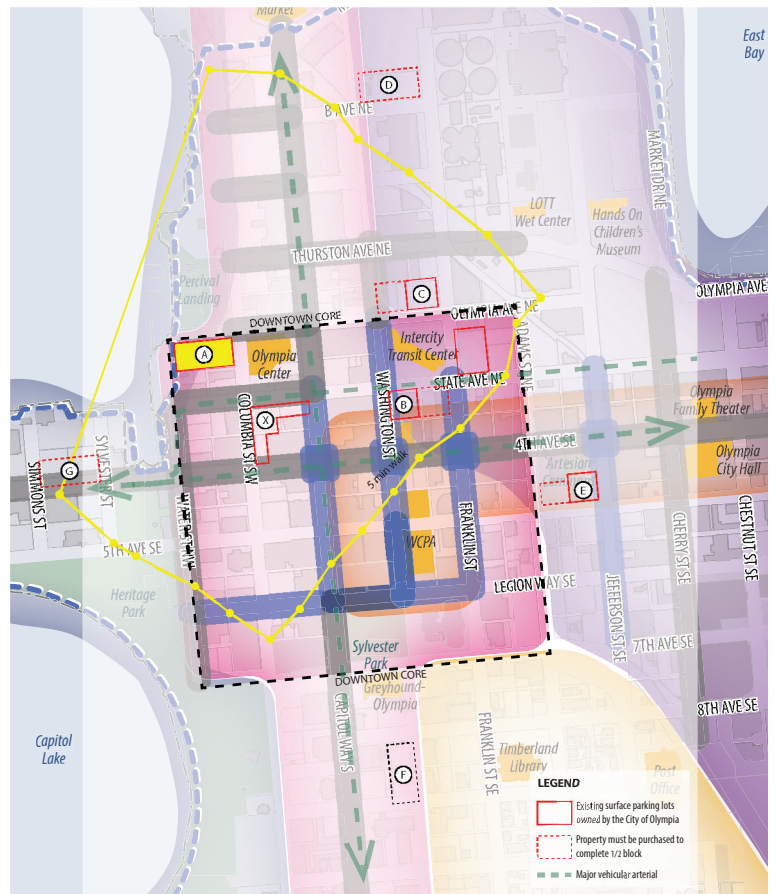 Market
East
Bay
D
B AVE NE
MARKET DR NE
LOTT
Wet Center
Hands On
Children's
Museum
THURSTON AVE NE
Percival
Landing
C
OLYMPIA AVE NE
OLYMPIA AVE
DOWNTOWN CORE
A
Olympia
Center
Intercity
Transit Center
ADAMS ST NE
STATE AVE NE
WASHINGTON ST
COLUMBIA ST SW
X
B
Olympia
Family Theater
4TH AVE SE
5 min walk
Artesian
Olympia
City Hall
G
SYLVESTER ST
SIMMONS ST
E
WATER ST SW
FRANKLIN ST
CHERRY ST SE
CHESTNUT ST SE
5TH AVE SE
WCPA
Heritage
Park
LEGION WAY SE
JEFFERSON ST SE
7TH AVE SE
Sylvester
Park
DOWNTOWN CORE
Greyhound-
Olympia
CAPITOL WAY S
8TH AVE SE
Capitol
Lake
FRANKLIN ST SE
Timberland
Library
F
Post
Office
LEGEND
Existing surface parking lots
owned by the City of Olympia
Property must be purchased to
complete 1/2 block
Major vehicular arterial